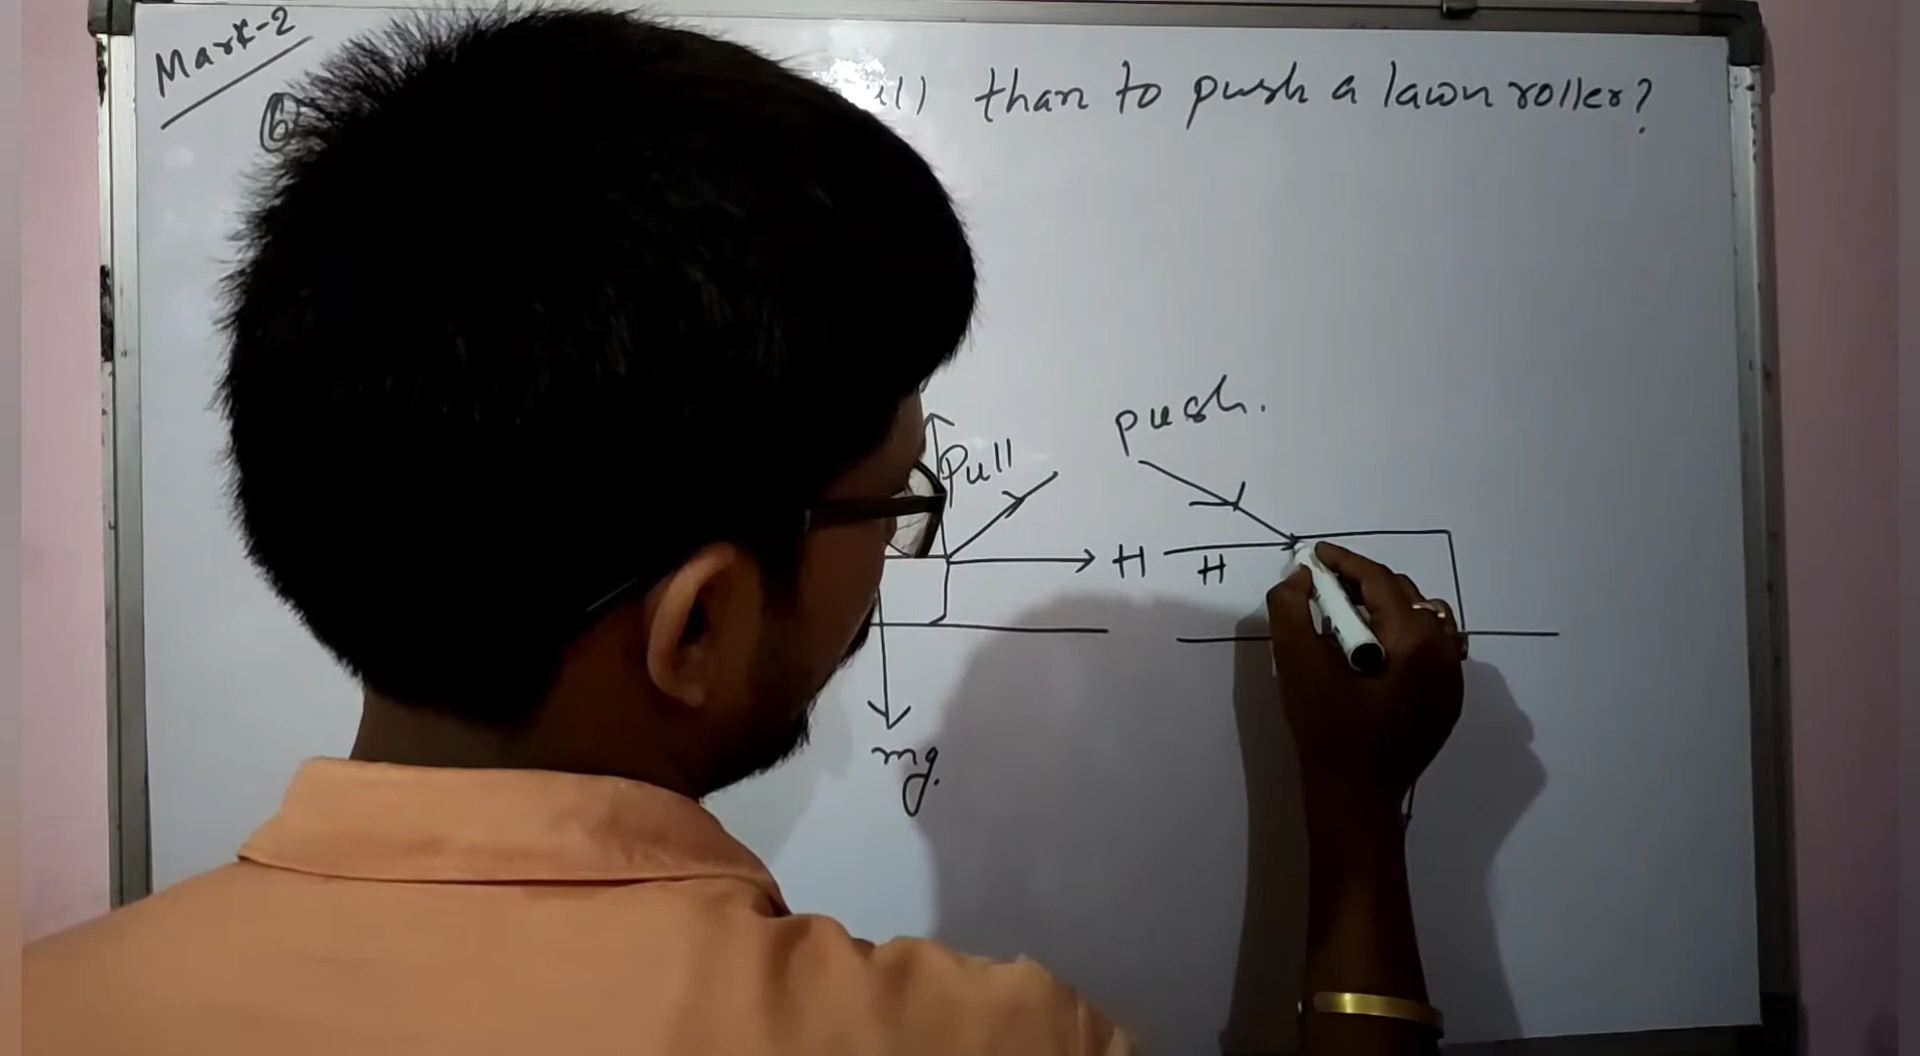 Mark-2
6
than to push a lawn roller?
push.
Pull
H
H
mg.